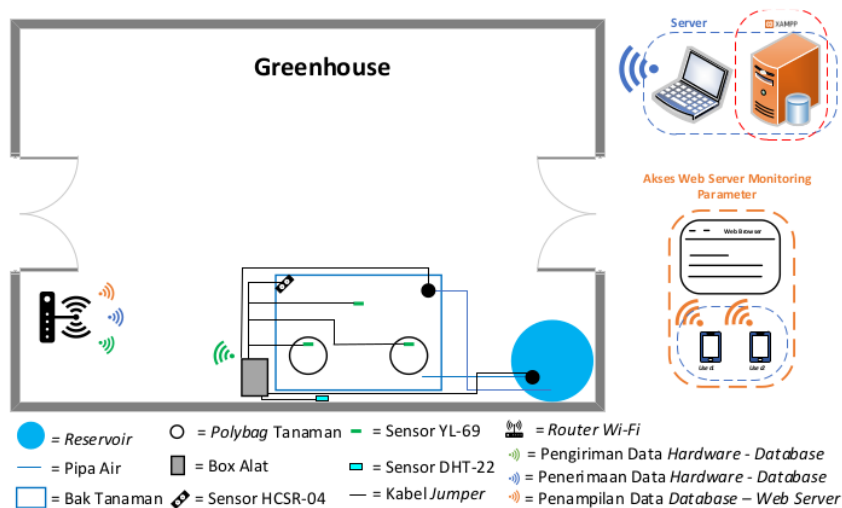 Server
XAMPP
Greenhouse
Akses Web Server Monitoring
Parameter
Web Browser
User1
User2
= Reservoir
= Polybag Tanaman
= Sensor YL-69
= Router Wi-Fi
= Pipa Air
= Box Alat
= Sensor DHT-22
= Pengiriman Data Hardware - Database
= Penerimaan Data Hardware - Database
= Bak Tanaman
= Sensor HCSR-04
= Kabel Jumper
= Penampilan Data Database – Web Server